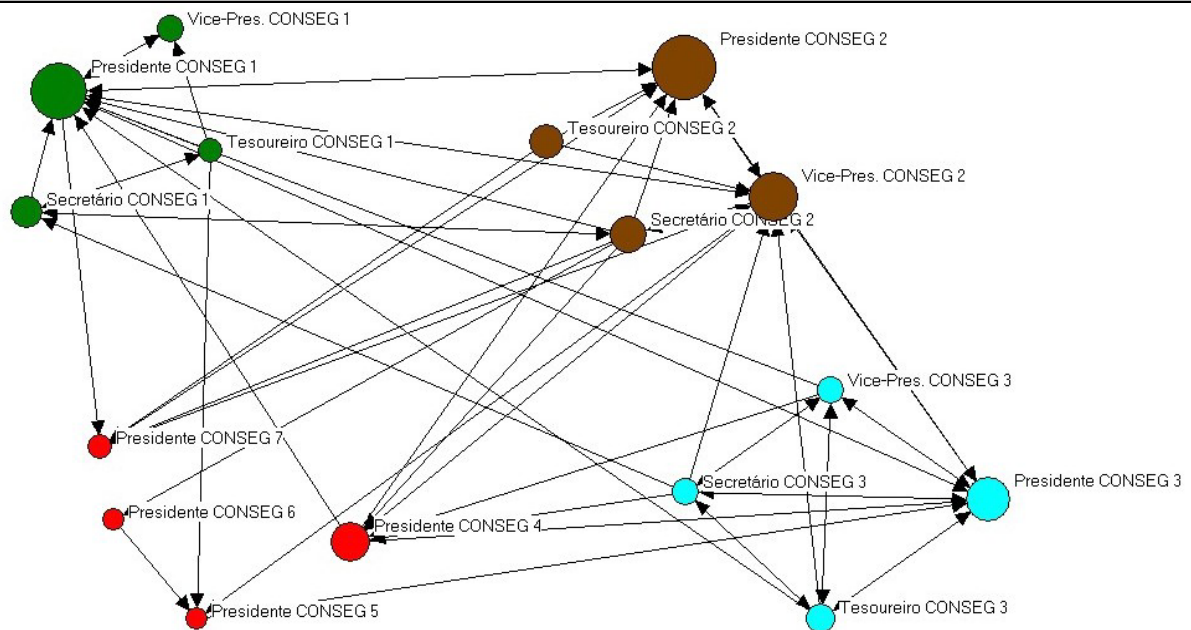 Vice-Pres. CONSEG 1
Presidente CONSEG 2
Presidente CONSEG 1
Tesoureiro CONSEG 2
Tesoureiro CONSEG 1
Vice-Pres. CONSEG 2
Secretário CONSEG 1
Secretário CONSEG 2
Vice-Pres. CONSEG 3
Presidente CONSEG 7
Secretário CONSEG 3
Presidente CONSEG 3
Presidente CONSEG 6
Presidente CONSEG 4
Presidente CONSEG 5
Tesoureiro CONSEG 3